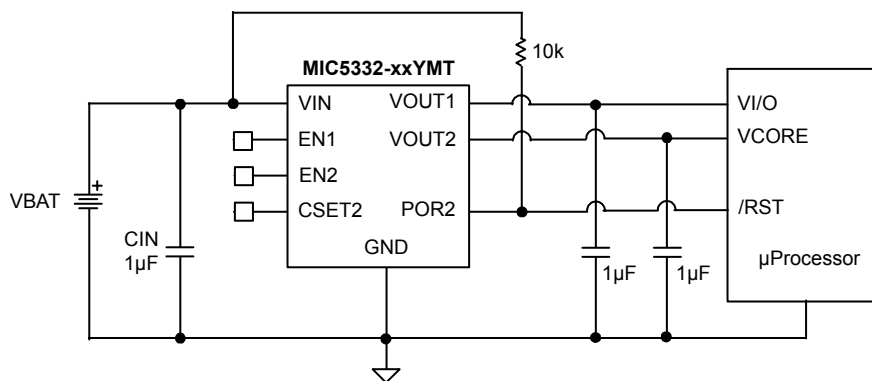 10k
MIC5332-xxYMT
VIN
VOUT1
VI/O
EN1
VOUT2
VCORE
EN2
VBAT
+
CSET2
POR2
/RST
CIN
1µF
GND
1µF
1µF
µProcessor